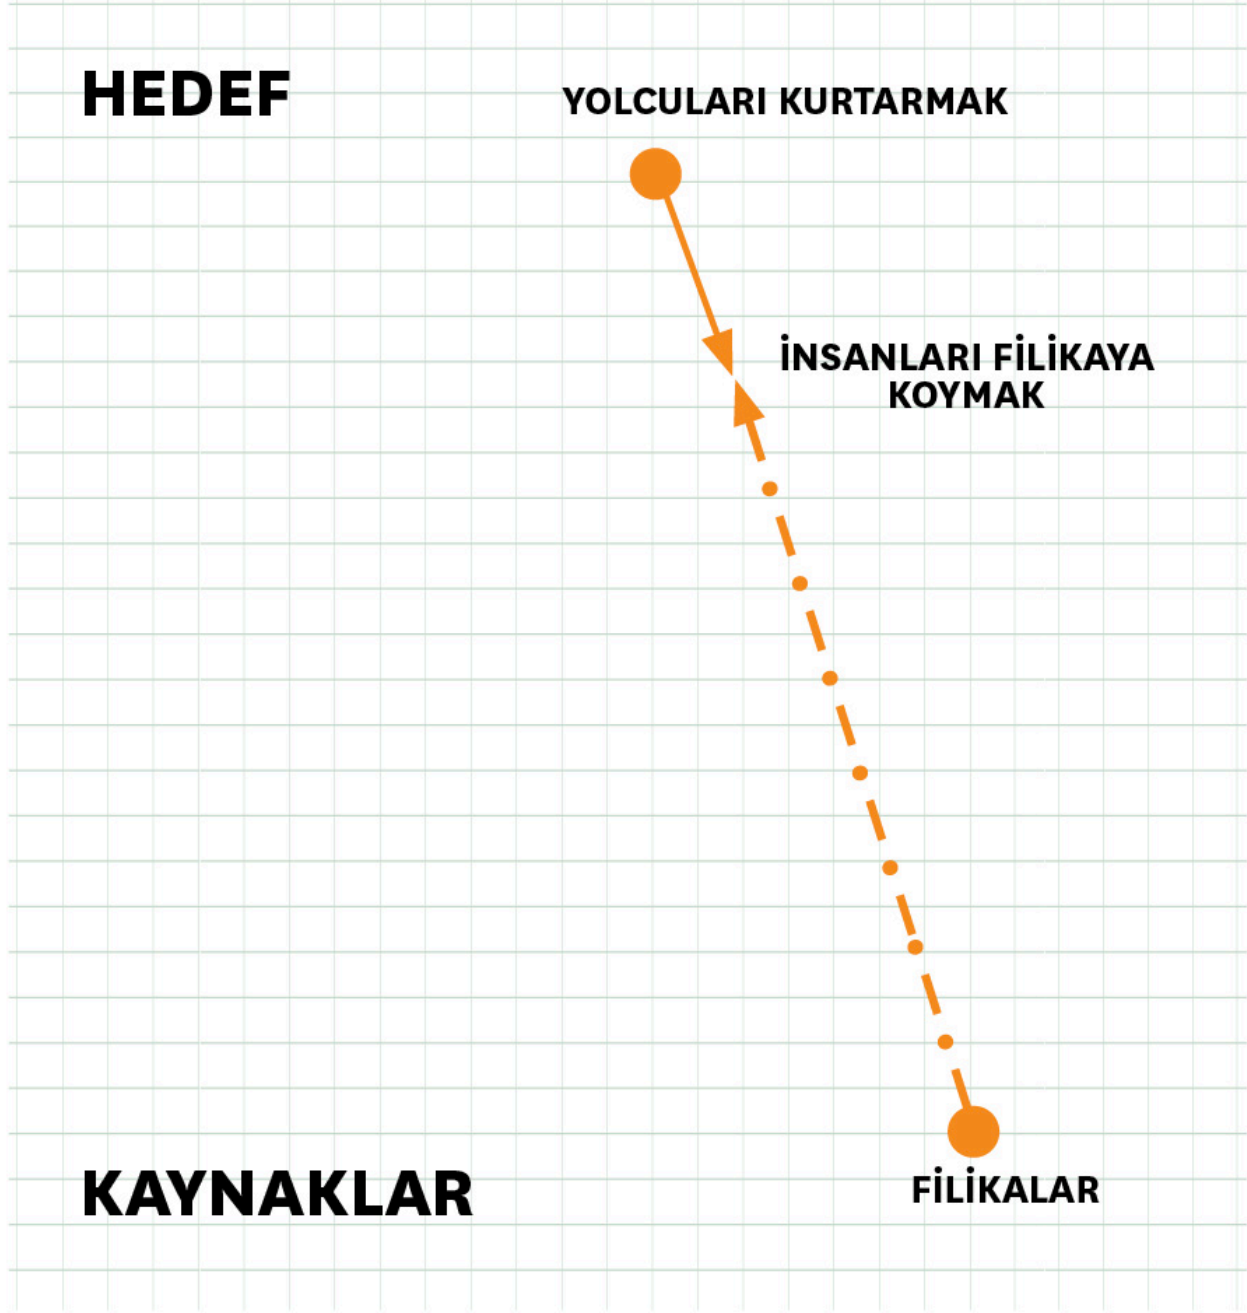 HEDEF
YOLCULARI KURTARMAK
İNSANLARI FİLİKAYA
KOYMAK
KAYNAKLAR
FİLİKALAR